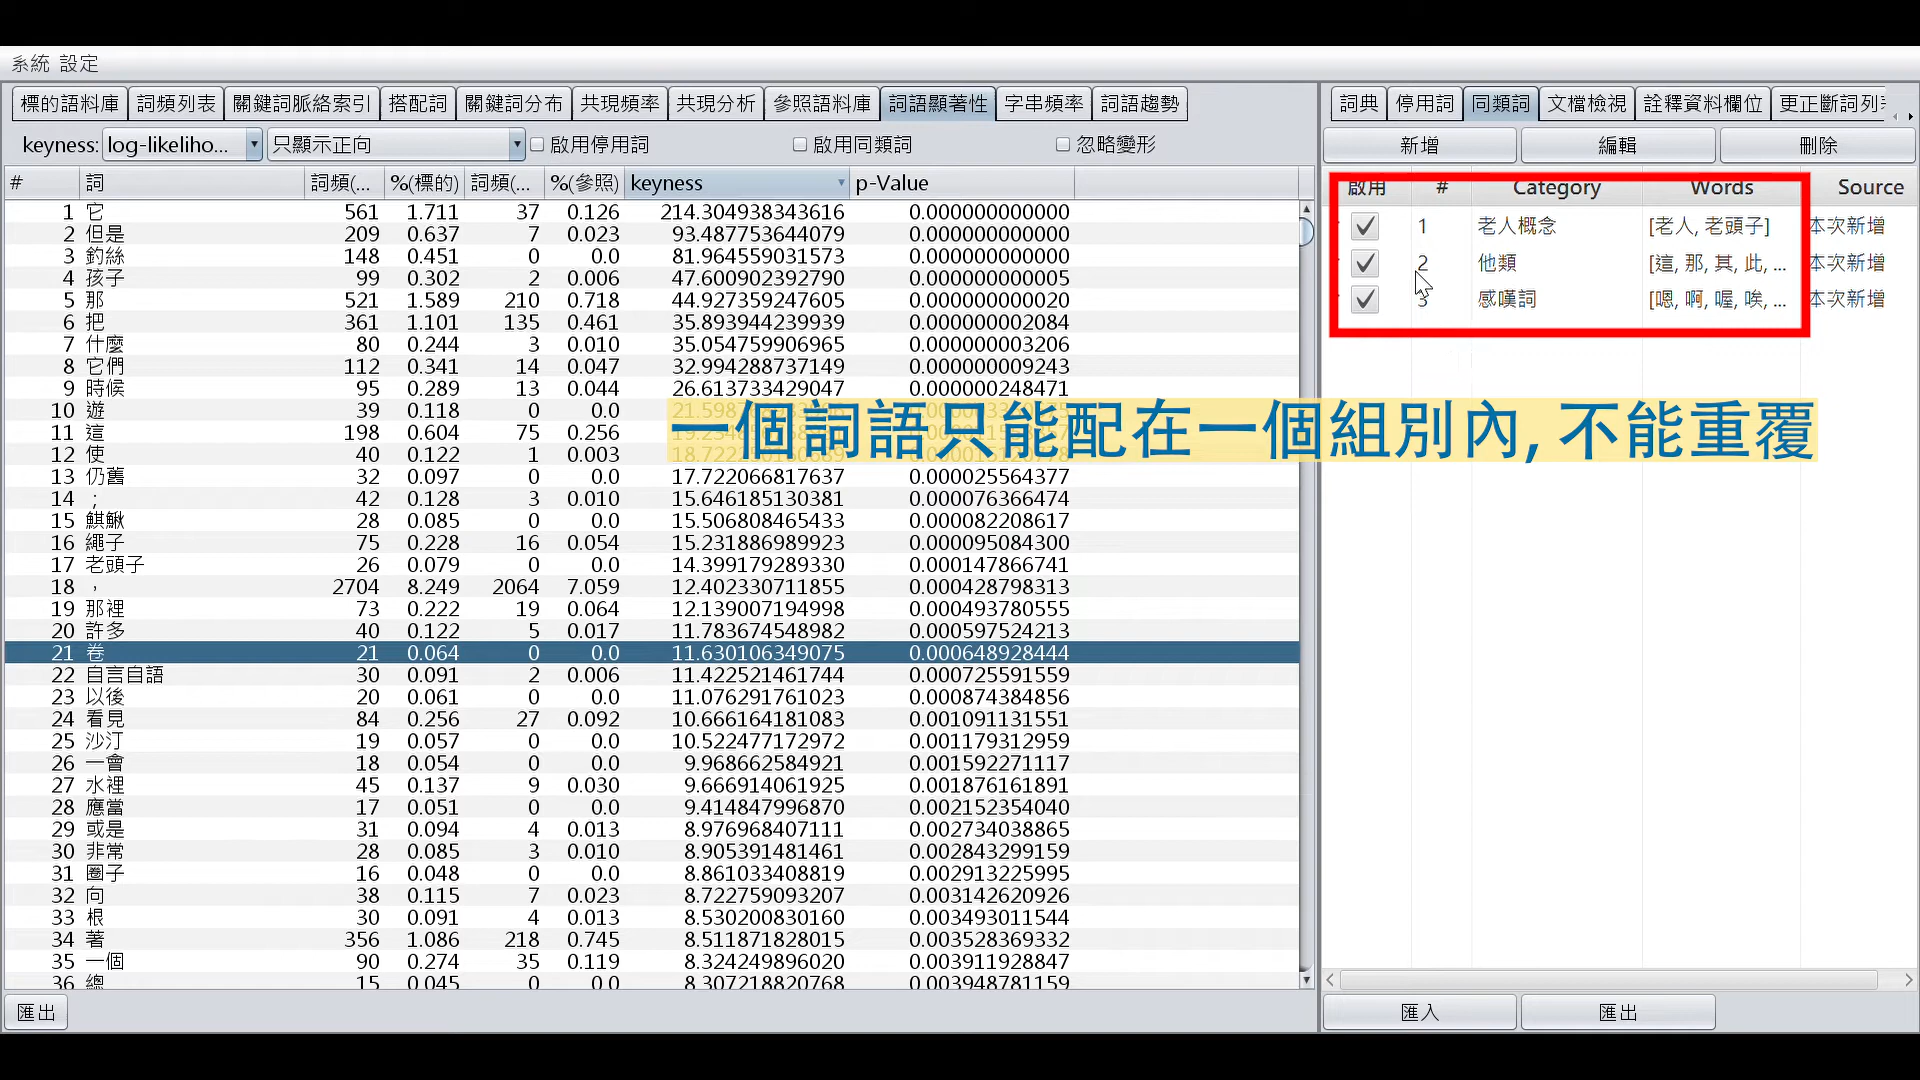 系統 設定
標的語料庫 詞頻列表 關鍵詞脈絡索引 搭配詞 關鍵詞分布 共現頻率 共現分析 參照語料庫 詞語顯著性 字串頻率 詞語趨勢
keyness: log-likeliho... 只顯示正向 啟用停用詞 啟用同類詞 忽略變形
# 詞 詞頻(... %(標的) 詞頻(... %(參照) keyness p-Value
1 它 561 1.711 37 0.126 214.304938343616 0.000000000000
2 但是 209 0.637 7 0.023 93.487753644079 0.000000000000
3 釣絲 148 0.451 0 0.0 81.964559031573 0.000000000000
4 孩子 99 0.302 2 0.006 47.600902392790 0.000000000005
5 那 521 1.589 210 0.718 44.927359247605 0.000000000020
6 把 361 1.101 135 0.461 35.893944239939 0.000000002084
7 什麼 80 0.244 3 0.010 35.054759906965 0.000000003206
8 它們 112 0.341 14 0.047 32.994288737149 0.000000009243
9 時候 95 0.289 13 0.044 26.613733429047 0.000000248471
10 遊 39 0.118 0 0.0
11 這 198 0.604 75 0.256
12 使 40 0.122 1 0.003
13 仍舊 32 0.097 0 0.0 17.722066817637 0.000025564377
14 ; 42 0.128 3 0.010 15.646185130381 0.000076366474
15 麒鰍 28 0.085 0 0.0 15.506808465433 0.000082208617
16 繩子 75 0.228 16 0.054 15.231886989923 0.000095084300
17 老頭子 26 0.079 0 0.0 14.399179289330 0.000147866741
18 , 2704 8.249 2064 7.059 12.402330711855 0.000428798313
19 那裡 73 0.222 19 0.064 12.139007194998 0.000493780555
20 許多 40 0.122 5 0.017 11.783674548982 0.000597524213
21 卷 21 0.064 0 0.0 11.630106349075 0.000648928444
22 自言自語 30 0.091 2 0.006 11.422521461744 0.000725591559
23 以後 20 0.061 0 0.0 11.076291761023 0.000874384856
24 看見 84 0.256 27 0.092 10.666164181083 0.001091131551
25 沙汀 19 0.057 0 0.0 10.522477172972 0.001179312959
26 一會 18 0.054 0 0.0 9.968662584921 0.001592271117
27 水裡 45 0.137 9 0.030 9.666914061925 0.001876161891
28 應當 17 0.051 0 0.0 9.414847996870 0.002152354040
29 或是 31 0.094 4 0.013 8.976968407111 0.002734038865
30 非常 28 0.085 3 0.010 8.905391481461 0.002843299159
31 圈子 16 0.048 0 0.0 8.861033408819 0.002913225995
32 向 38 0.115 7 0.023 8.722759093207 0.003142620926
33 根 30 0.091 4 0.013 8.530200830160 0.003493011544
34 著 356 1.086 218 0.745 8.511871828015 0.003528369332
35 一個 90 0.274 35 0.119 8.324249896020 0.003911928847
36 總 15 0.045 0 0.0 8.307218820768 0.003948781159
匯出
詞典 停用詞 同類詞 文檔檢視 詮釋資料欄位 更正斷詞列
新增 編輯 刪除
啟用 # Category Words Source
1 老人概念 [老人, 老頭子] 本次新增
2 他類 [這, 那, 其, 此, ... 本次新增
3 感嘆詞 [嗯, 啊, 喔, 唉, ... 本次新增
一個詞語只能配在一個組別內, 不能重覆
匯入 匯出